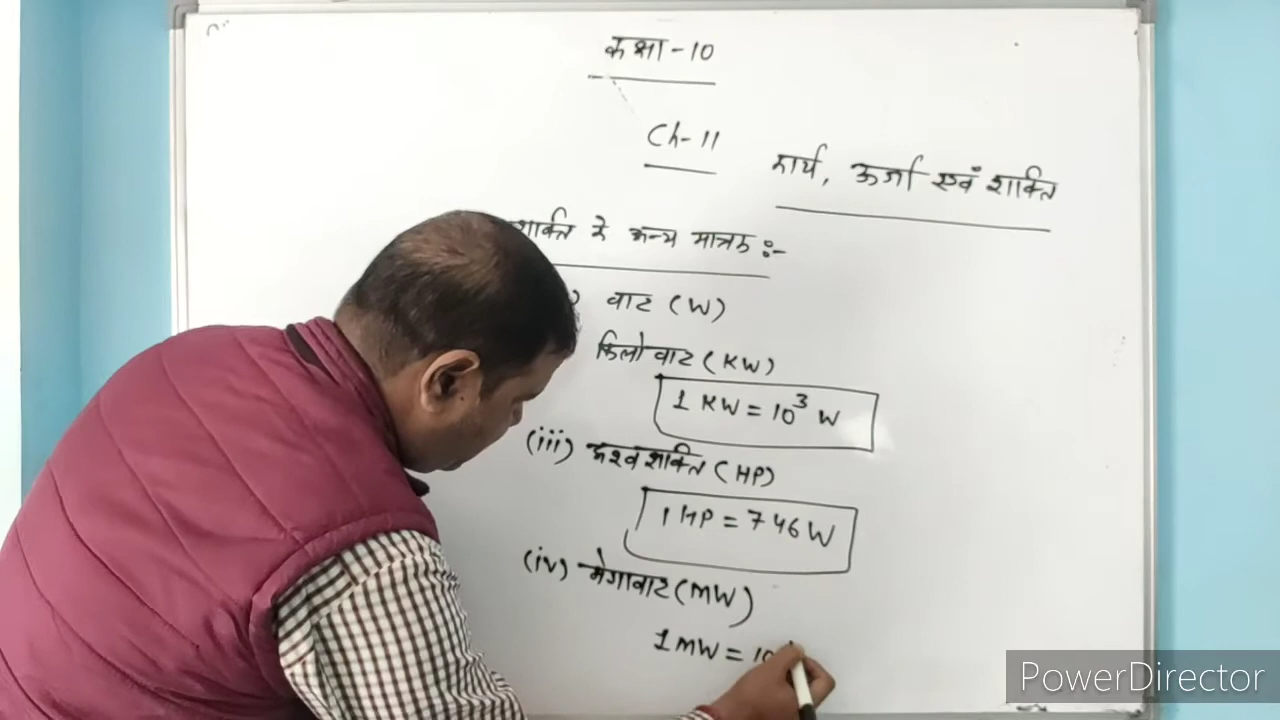 कक्षा - 10
Ch- 11
कार्य, ऊर्जा एवं शक्ति
शक्ति के अन्य मात्रक :-
वाट (W)
किलोवाट (KW)
1 KW = 10³ W
(iii) अश्वशक्ति (HP)
1 HP = 746 W
(iv) मेगावाट (MW)
1 MW = 10
PowerDirector